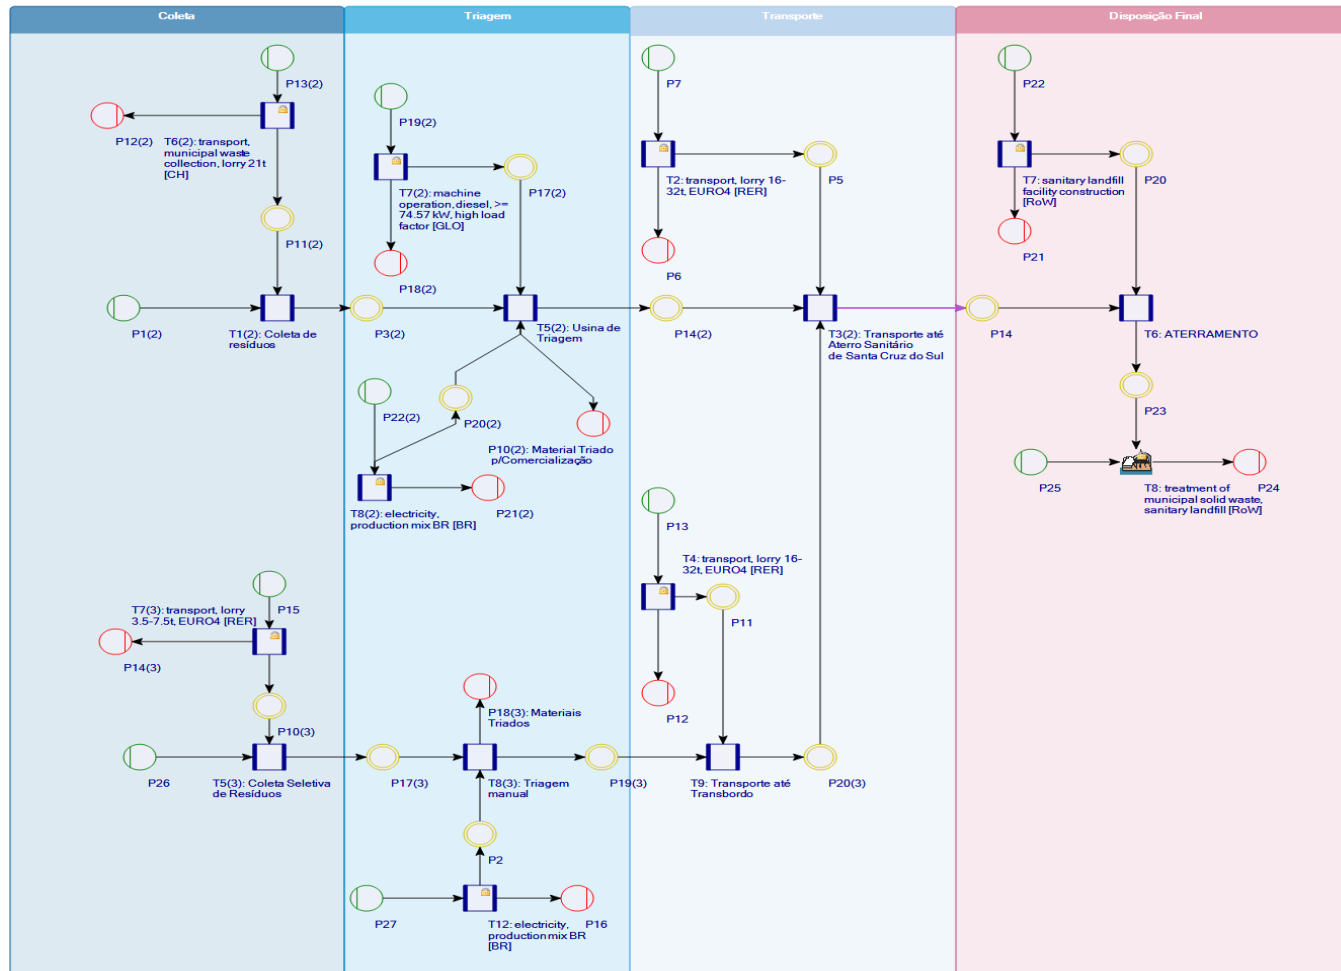 Coleta
Triagem
Transporte
Disposição Final
P13(2)
P12(2)
T6(2): transport,
municipal waste
collection, lorry 21t
[CH]
P11(2)
P1(2)
T1(2): Coleta de
resíduos
P15
T7(3): transport, lorry
3.5-7.5t, EURO4 [RER]
P14(3)
P10(3)
P26
T5(3): Coleta Seletiva
de Resíduos
P19(2)
T7(2): machine
operation, diesel, >=
74.57 kW, high load
factor [GLO]
P17(2)
P18(2)
P3(2)
T5(2): Usina de
Triagem
P22(2)
P20(2)
P10(2): Material Triado
p/Comercialização
T8(2): electricity,
production mix BR [BR]
P21(2)
P18(3): Materiais
Triados
P17(3)
T8(3): Triagem
manual
P19(3)
P2
P27
T12: electricity,
production mix BR
[BR]
P16
P7
T2: transport, lorry 16-
32t, EURO4 [RER]
P5
P6
P14(2)
T3(2): Transporte até
Aterro Sanitário
de Santa Cruz do Sul
P13
T4: transport, lorry 16-
32t, EURO4 [RER]
P11
P12
T9: Transporte até
Transbordo
P20(3)
P22
T7: sanitary landfill
facility construction
[RoW]
P20
P21
P14
T6: ATERRAMENTO
P23
P25
T8: treatment of
municipal solid waste,
sanitary landfill [RoW]
P24